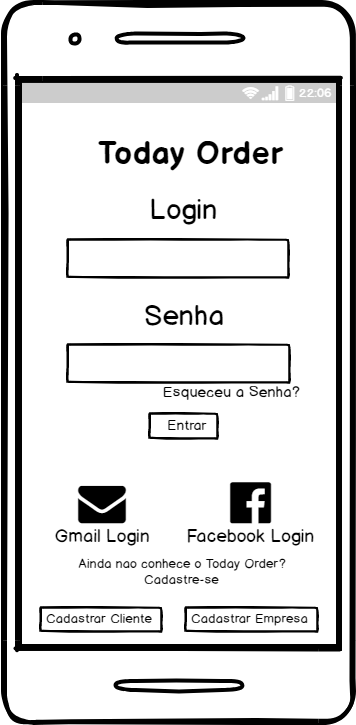 22:06
Today Order
Login
Senha
Esqueceu a Senha?
Entrar
Gmail Login
Facebook Login
Ainda nao conhece o Today Order?
Cadastre-se
Cadastrar Cliente
Cadastrar Empresa